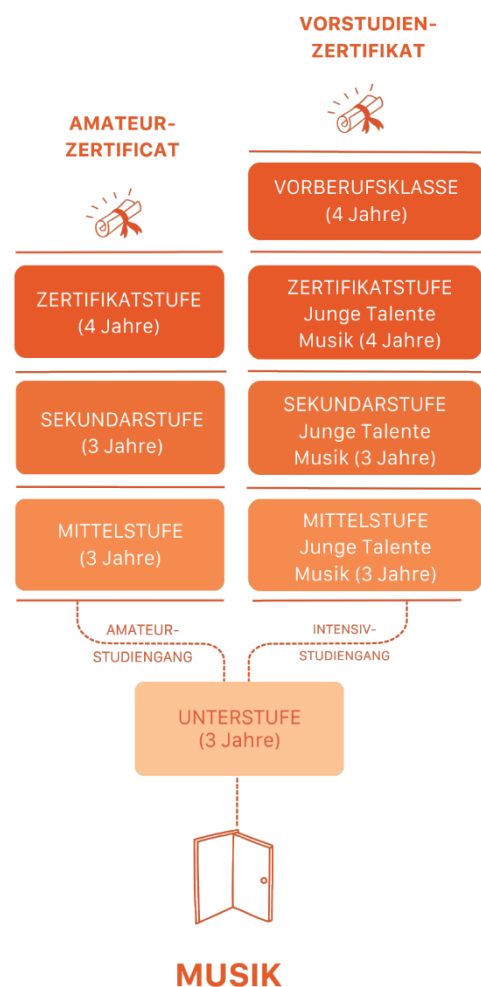 VORSTUDIEN-
ZERTIFIKAT
AMATEUR-
ZERTIFICAT
VORBERUFSKLASSE
(4 Jahre)
ZERTIFIKATSTUFE
(4 Jahre)
ZERTIFIKATSTUFE
Junge Talente
Musik (4 Jahre)
SEKUNDARSTUFE
(3 Jahre)
SEKUNDARSTUFE
Junge Talente
Musik (3 Jahre)
MITTELSTUFE
(3 Jahre)
MITTELSTUFE
Junge Talente
Musik (3 Jahre)
AMATEUR-
STUDIENGANG
INTENSIV-
STUDIENGANG
UNTERSTUFE
(3 Jahre)
MUSIK